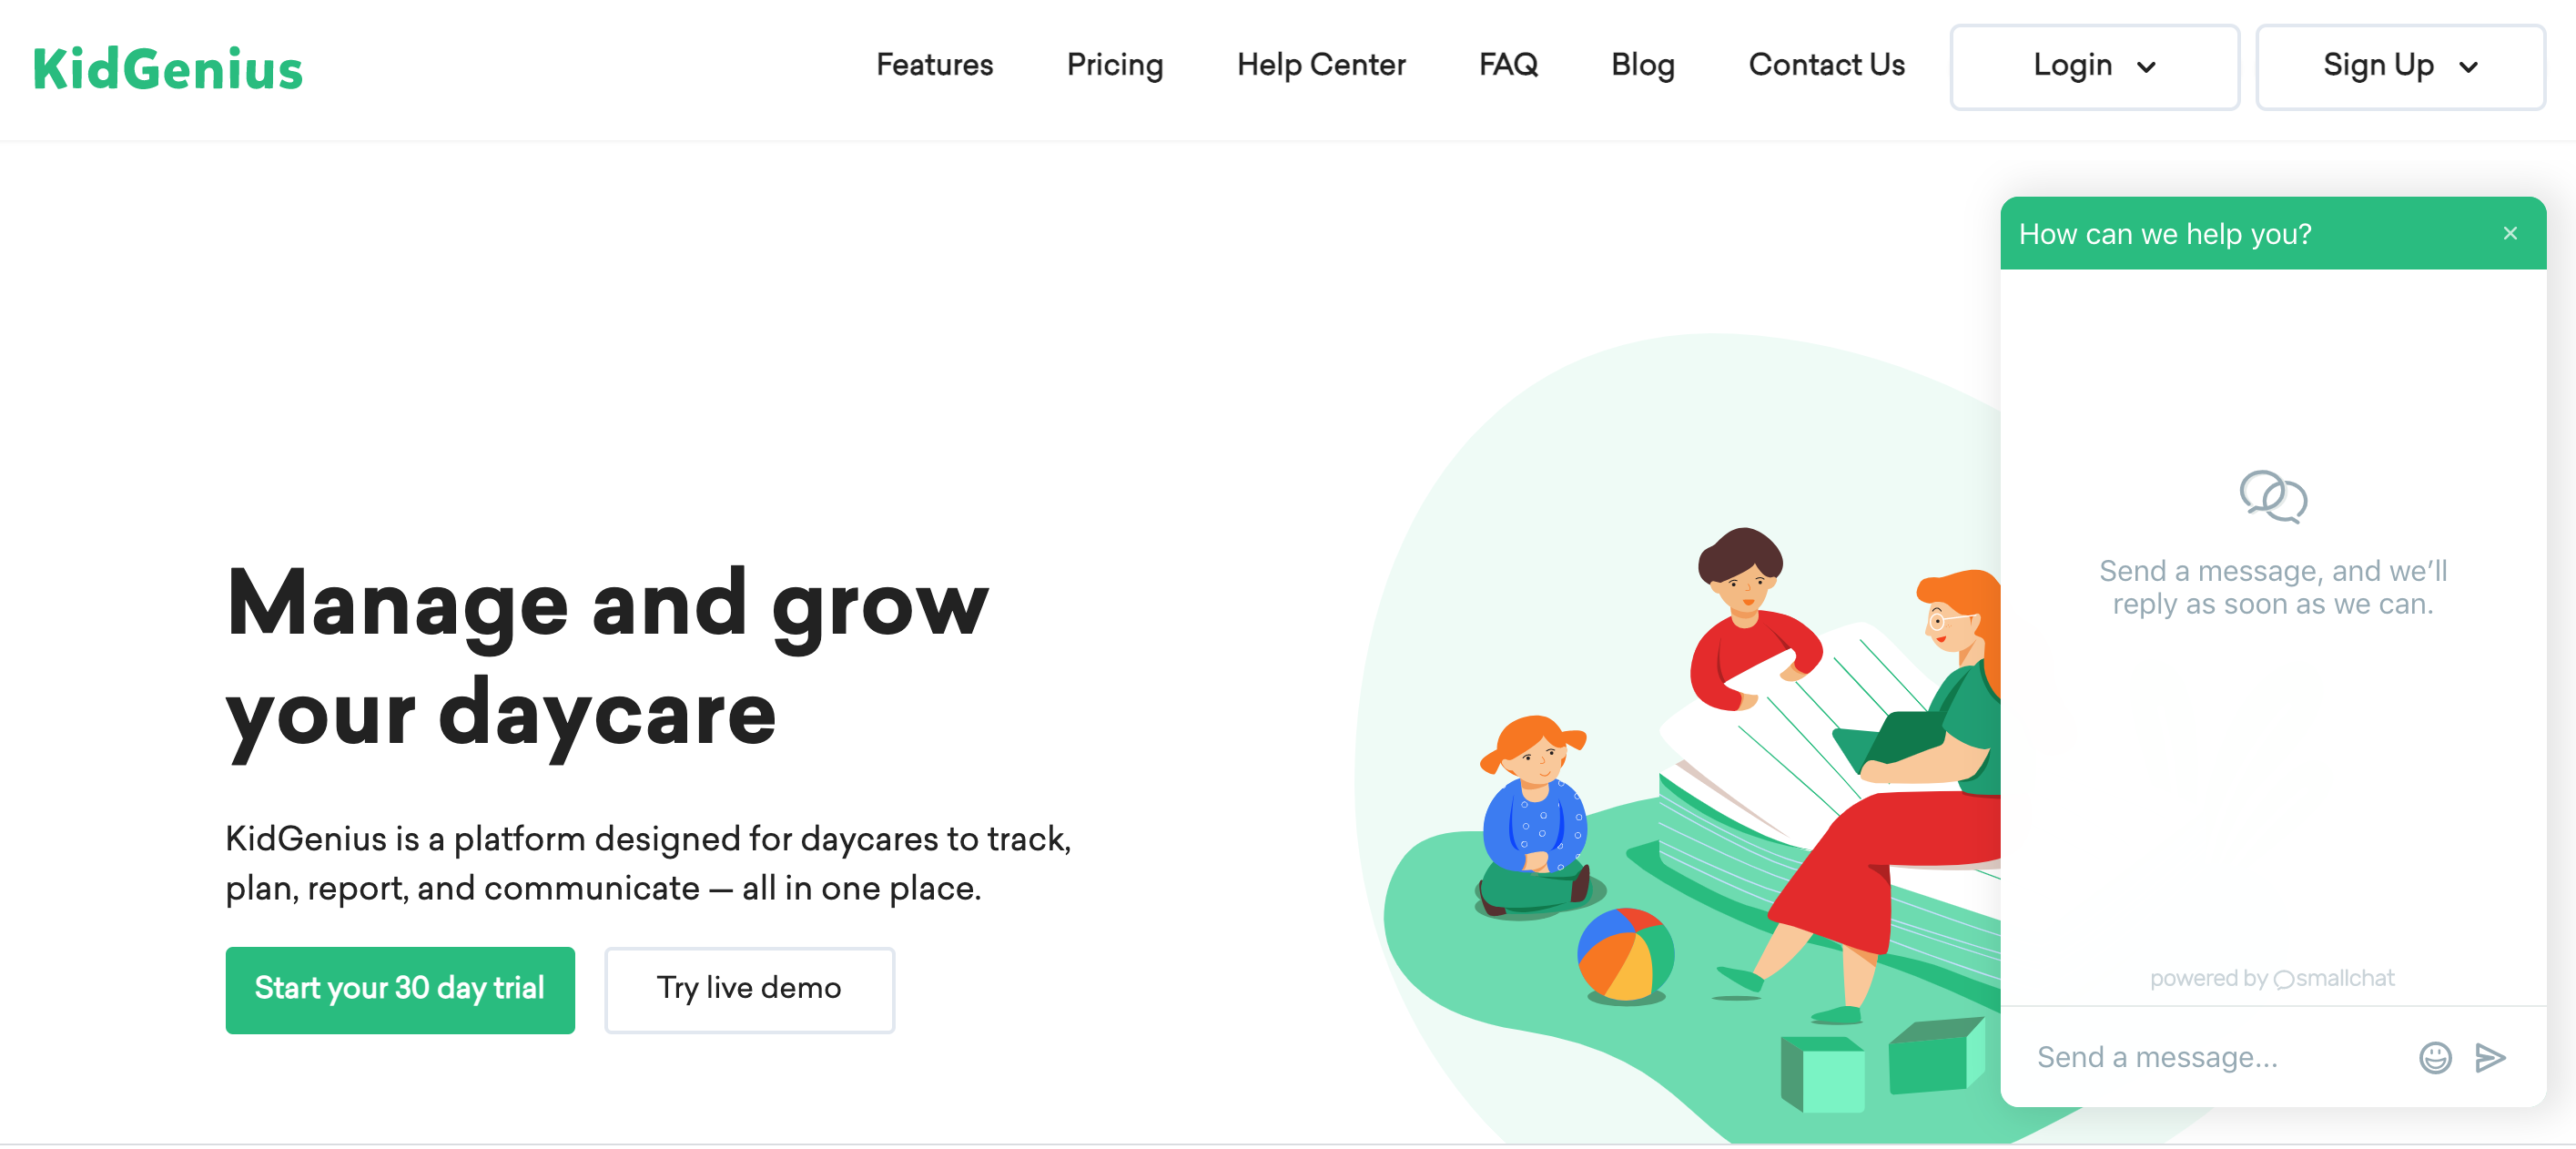 KidGenius
Features
Pricing
Help Center
FAQ
Blog
Contact Us
Login
Sign Up
Manage and grow
your daycare
KidGenius is a platform designed for daycares to track,
plan, report, and communicate — all in one place.
Start your 30 day trial
Try live demo
How can we help you?
Send a message, and we’ll
reply as soon as we can.
powered by smallchat
Send a message...